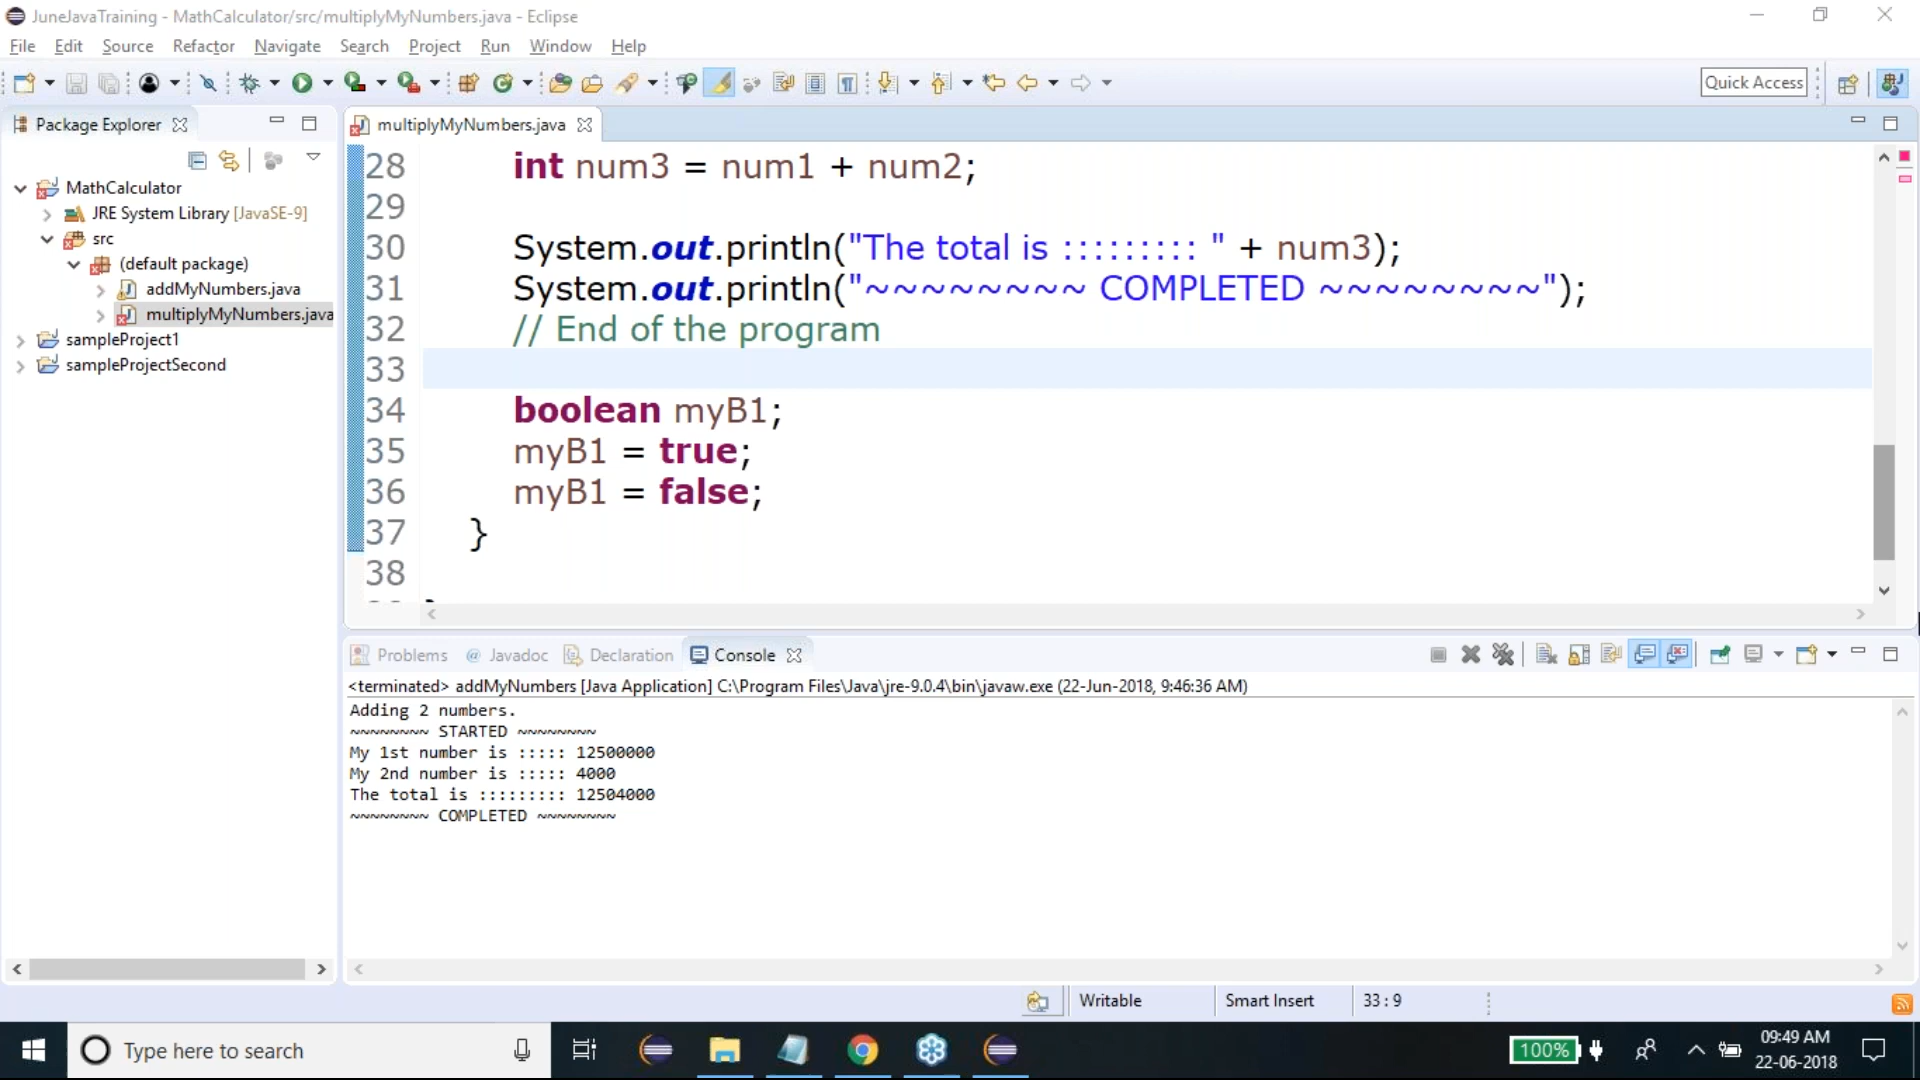 JuneJavaTraining - MathCalculator/src/multiplyMyNumbers.java - Eclipse
File Edit Source Refactor Navigate Search Project Run Window Help
Quick Access
Package Explorer
multiplyMyNumbers.java
MathCalculator
JRE System Library [JavaSE-9]
src
(default package)
addMyNumbers.java
multiplyMyNumbers.java
sampleProject1
sampleProjectSecond
28 int num3 = num1 + num2;
29
30 System.out.println("The total is ::::::::: " + num3);
31 System.out.println("~~~~~~~~ COMPLETED ~~~~~~~~");
32 // End of the program
33
34 boolean myB1;
35 myB1 = true;
36 myB1 = false;
37 }
38
Problems @ Javadoc Declaration Console
<terminated> addMyNumbers [Java Application] C:\Program Files\Java\jre-9.0.4\bin\javaw.exe (22-Jun-2018, 9:46:36 AM)
Adding 2 numbers.
~~~~~~~~ STARTED ~~~~~~~~
My 1st number is ::::: 12500000
My 2nd number is ::::: 4000
The total is ::::::::: 12504000
~~~~~~~~ COMPLETED ~~~~~~~~
Writable Smart Insert 33 : 9
Type here to search
100%
09:49 AM
22-06-2018